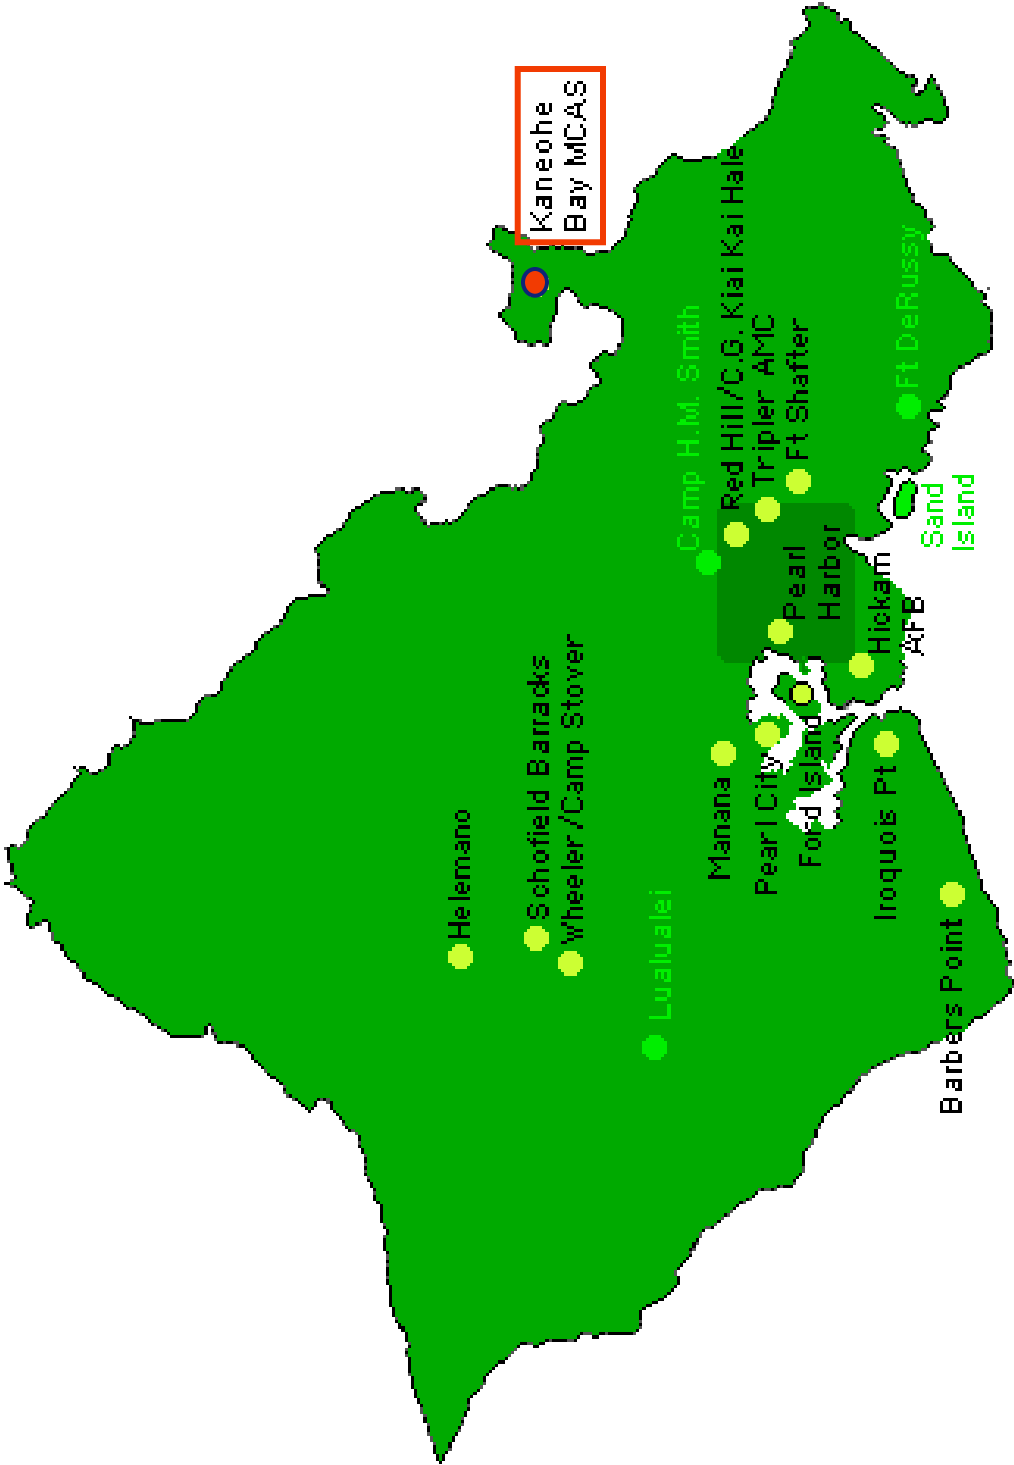 Kaneohe
Bay MCAS
Helemano
Schofield Barracks
Wheeler/Camp Stover
Lualualei
Camp H.M. Smith
Red Hill/C.G. Kiai Kai Hale
Tripler AMC
Ft Shafter
Pearl
Harbor
Manana
Pearl City
Ford Island
Hickam
AFB
Iroquois Pt
Barbers Point
Ft DeRussy
Sand
Island